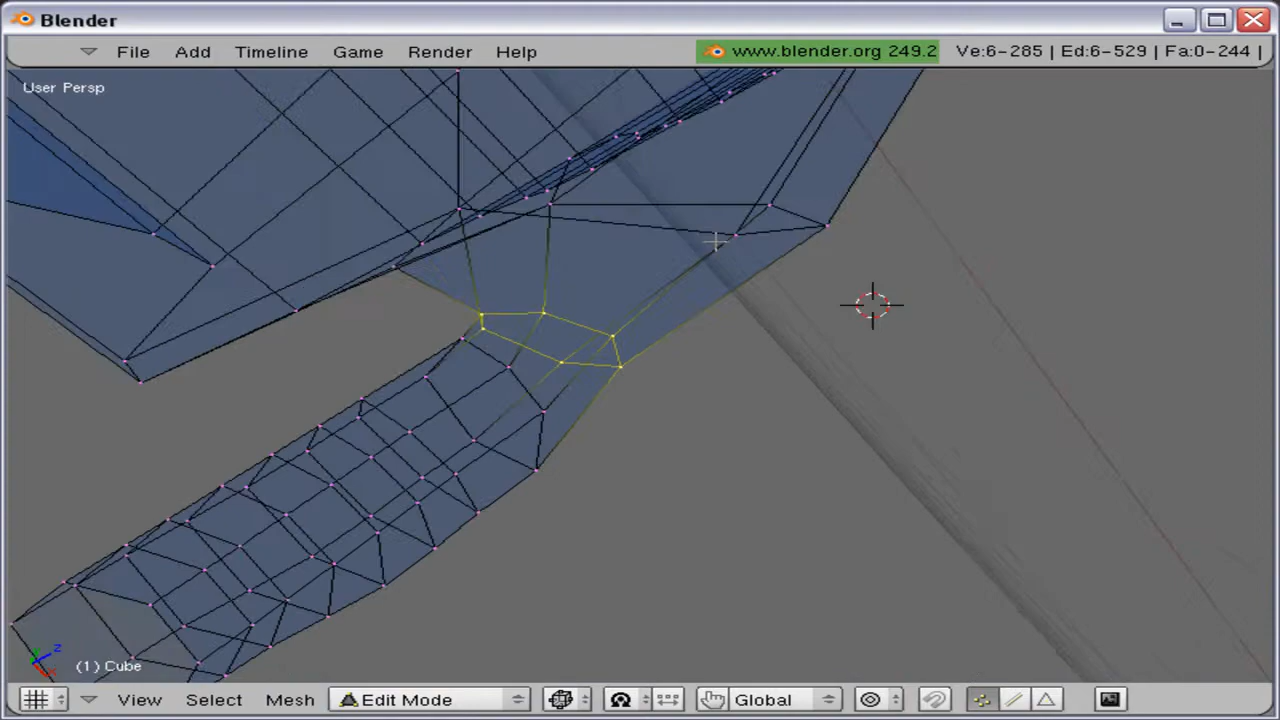 Blender
File Add Timeline Game Render Help www.blender.org 249.2 Ve:6-285 | Ed:6-529 | Fa:0-244 |
User Persp
z
(1) Cube
View Select Mesh Edit Mode Global